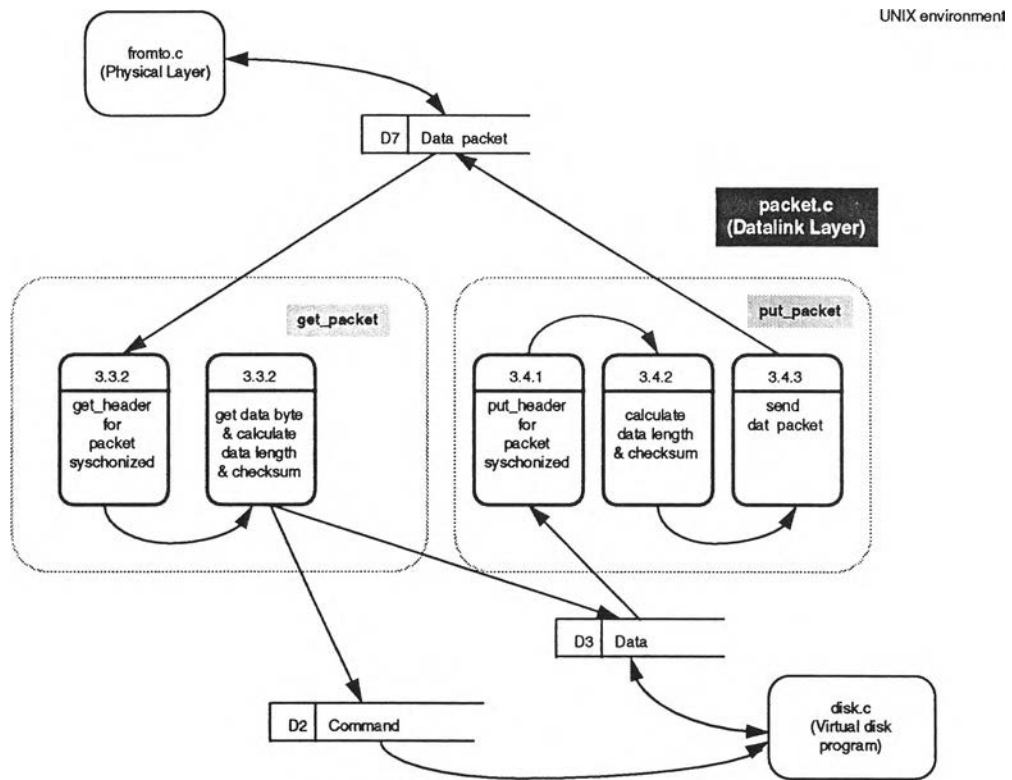 UNIX environment
fromto.c
(Physical Layer)
D7 Data packet
packet.c
(Datalink Layer)
get_packet
put_packet
3.3.2
get_header
for
packet
syschonized
3.3.2
get data byte
& calculate
data length
& checksum
3.4.1
put_header
for
packet
syschonized
3.4.2
calculate
data length
& checksum
3.4.3
send
dat packet
D3 Data
D2 Command
disk.c
(Virtual disk
program)